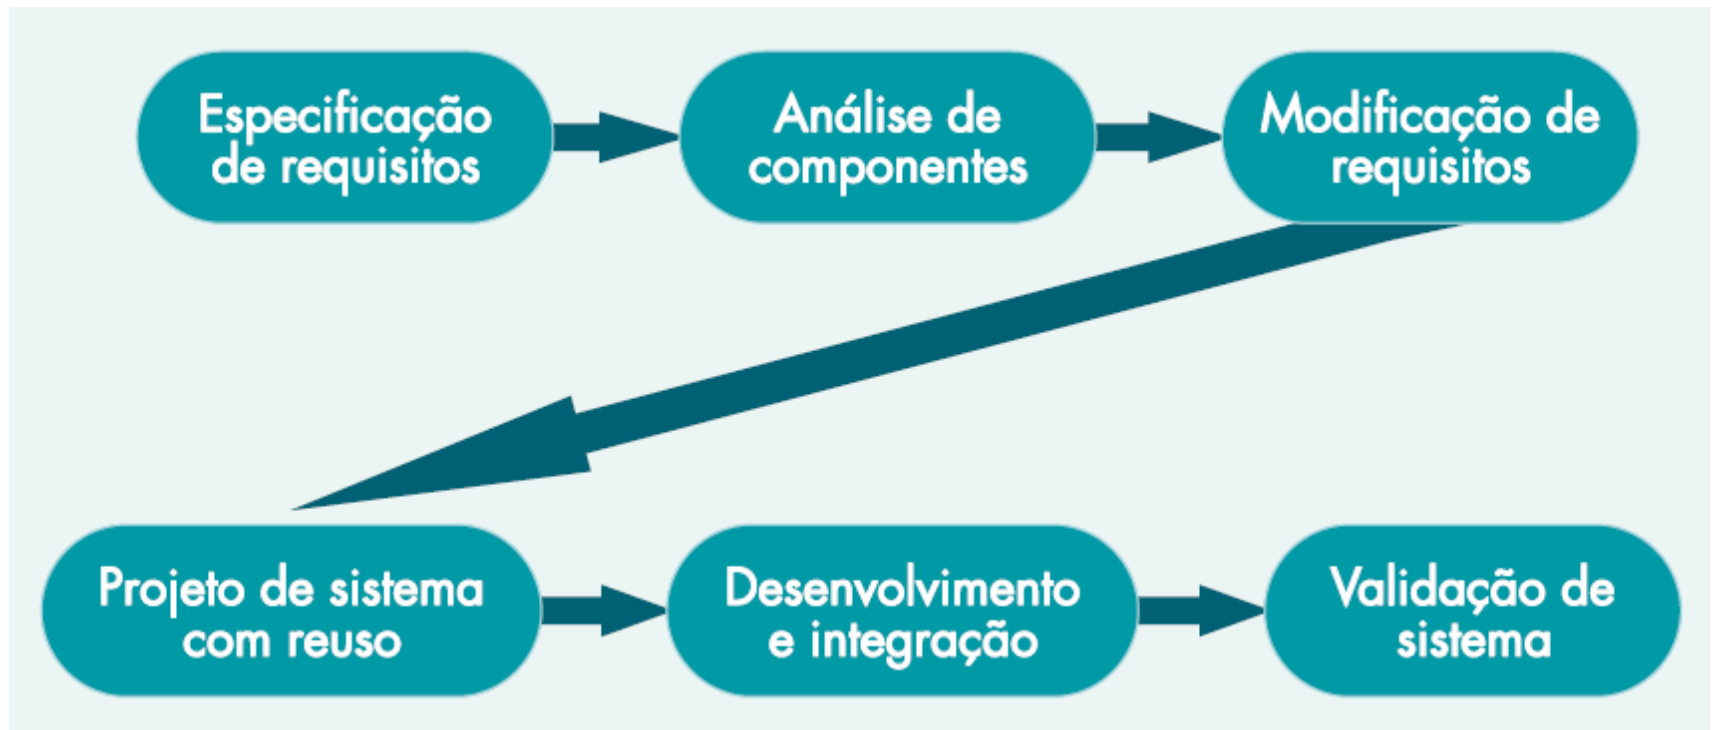 Especificação
de requisitos
Análise de
componentes
Modificação de
requisitos
Projeto de sistema
com reuso
Desenvolvimento
e integração
Validação de
sistema